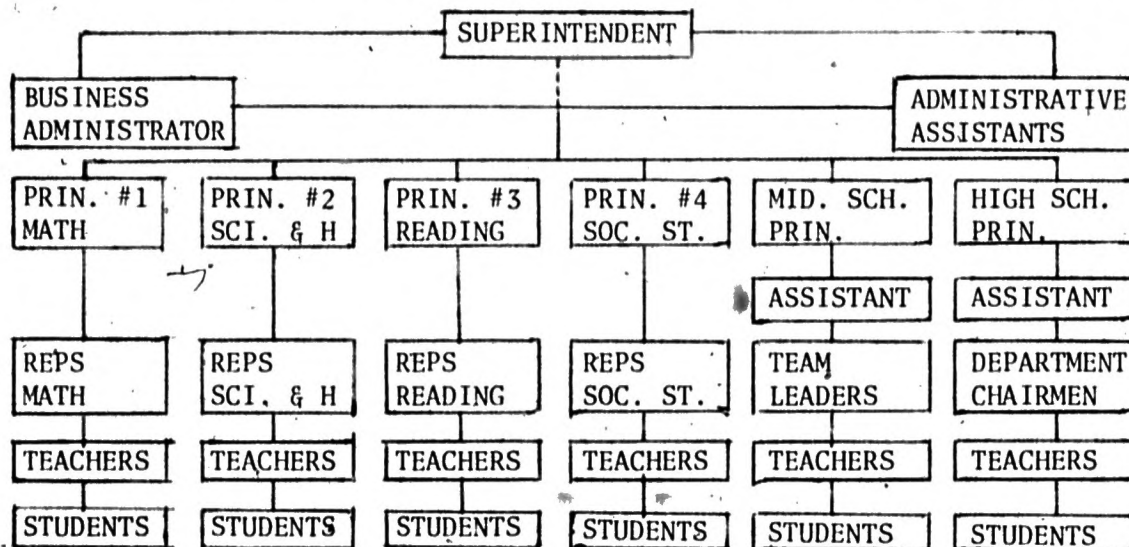 SUPERINTENDENT
BUSINESS
ADMINISTRATOR
ADMINISTRATIVE
ASSISTANTS
PRIN. #1
MATH
PRIN. #2
SCI. & H
PRIN. #3
READING
PRIN. #4
SOC. ST.
MID. SCH.
PRIN.
HIGH SCH.
PRIN.
ASSISTANT
ASSISTANT
REPS
MATH
REPS
SCI. & H
REPS
READING
REPS
SOC. ST.
TEAM
LEADERS
DEPARTMENT
CHAIRMEN
TEACHERS
TEACHERS
TEACHERS
TEACHERS
TEACHERS
TEACHERS
STUDENTS
STUDENTS
STUDENTS
STUDENTS
STUDENTS
STUDENTS